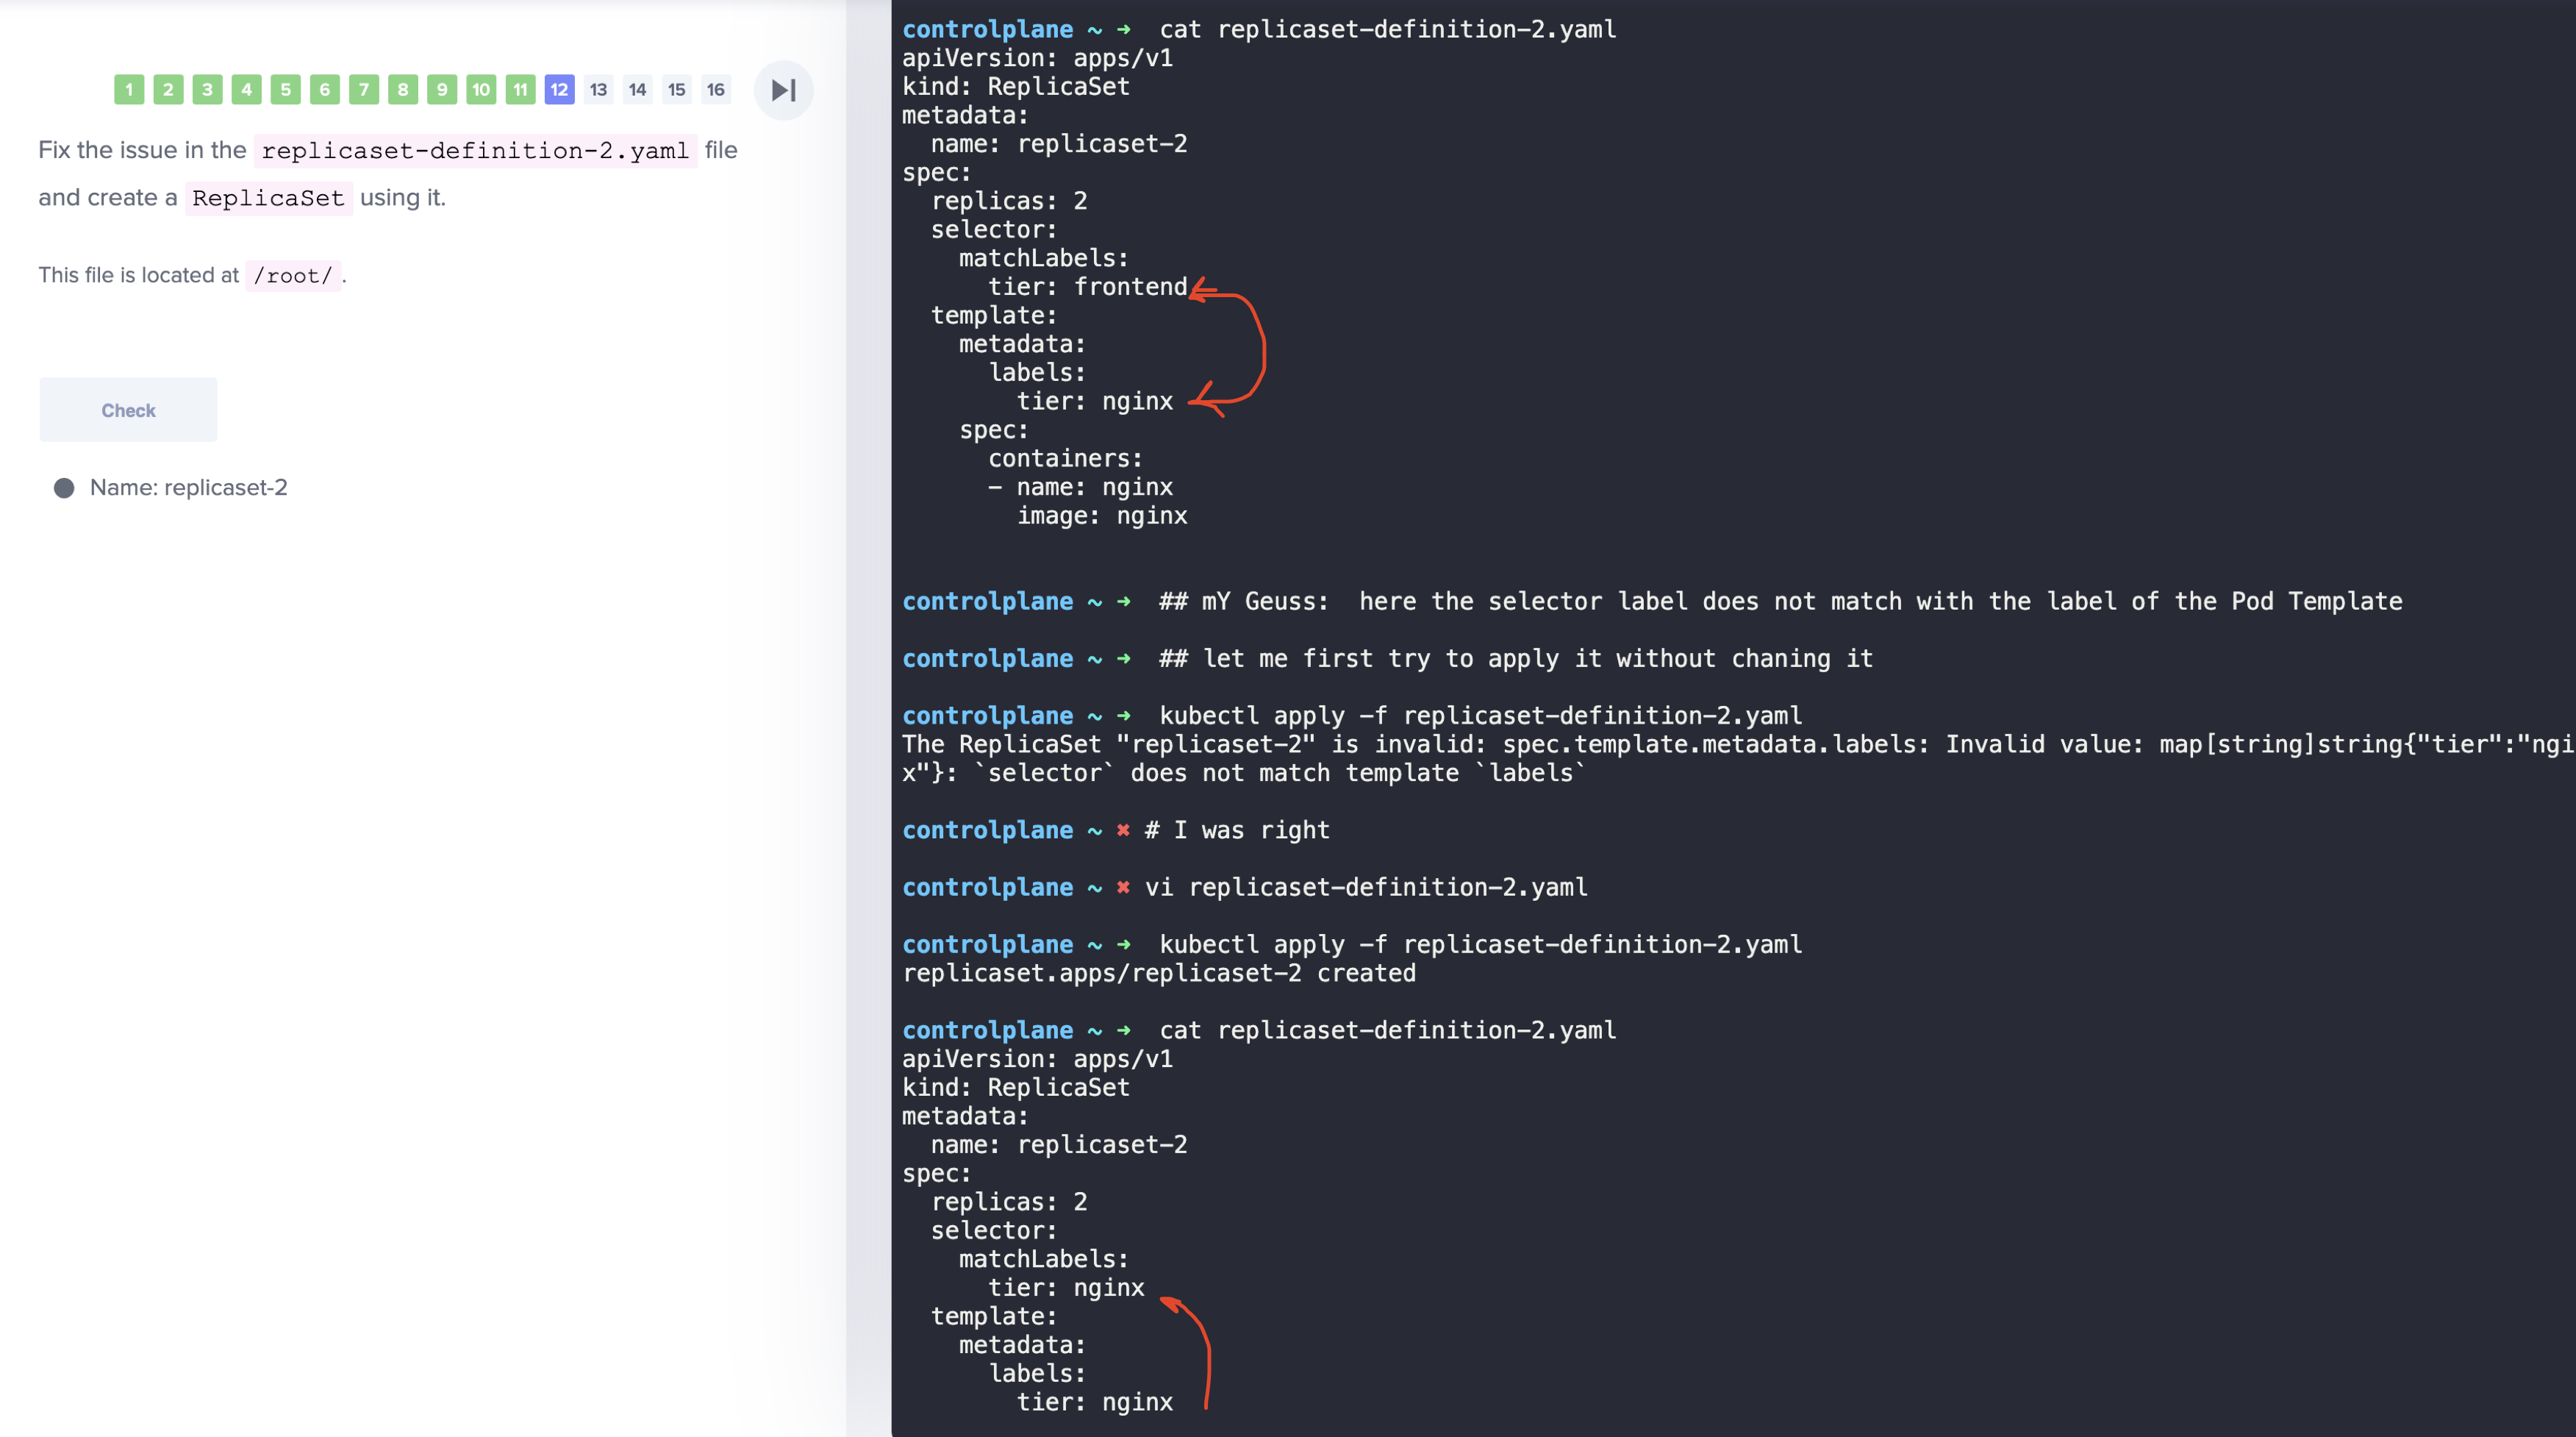 1 2 3 4 5 6 7 8 9 10 11 12 13 14 15 16
Fix the issue in the replicaset-definition-2.yaml file
and create a ReplicaSet using it.
This file is located at /root/ .
Check
Name: replicaset-2
controlplane ~ ➜  cat replicaset-definition-2.yaml
apiVersion: apps/v1
kind: ReplicaSet
metadata:
  name: replicaset-2
spec:
  replicas: 2
  selector:
    matchLabels:
      tier: frontend
  template:
    metadata:
      labels:
        tier: nginx
    spec:
      containers:
      - name: nginx
        image: nginx
controlplane ~ ➜  ## mY Geuss:  here the selector label does not match with the label of the Pod Template
controlplane ~ ➜  ## let me first try to apply it without chaning it
controlplane ~ ➜  kubectl apply -f replicaset-definition-2.yaml
The ReplicaSet "replicaset-2" is invalid: spec.template.metadata.labels: Invalid value: map[string]string{"tier":"ngi
x"}: `selector` does not match template `labels`
controlplane ~ ✖ # I was right
controlplane ~ ✖ vi replicaset-definition-2.yaml
controlplane ~ ➜  kubectl apply -f replicaset-definition-2.yaml
replicaset.apps/replicaset-2 created
controlplane ~ ➜  cat replicaset-definition-2.yaml
apiVersion: apps/v1
kind: ReplicaSet
metadata:
  name: replicaset-2
spec:
  replicas: 2
  selector:
    matchLabels:
      tier: nginx
  template:
    metadata:
      labels:
        tier: nginx